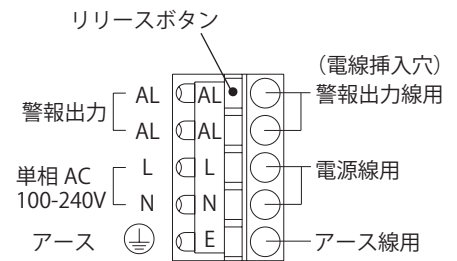 リリースボタン
(電線挿入穴)
警報出力
AL
AL
AL
AL
警報出力線用
単相 AC
100-240V
L
N
L
N
電源線用
アース
E
アース線用